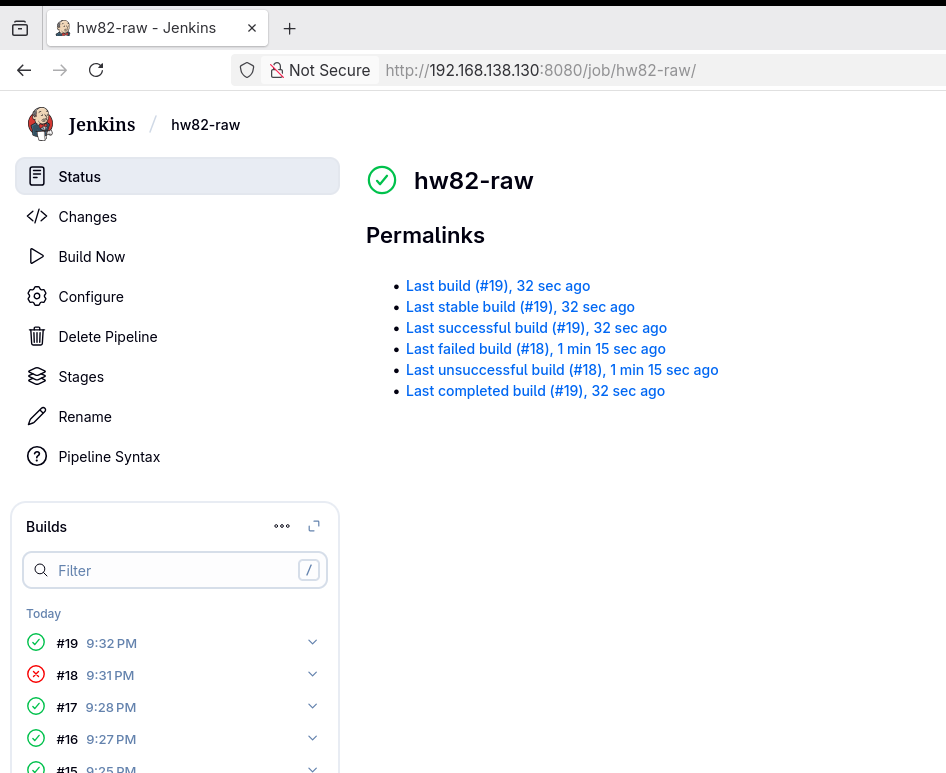 hw82-raw - Jenkins
Not Secure http://192.168.138.130:8080/job/hw82-raw/
Jenkins / hw82-raw
Status
Changes
Build Now
Configure
Delete Pipeline
Stages
Rename
Pipeline Syntax
hw82-raw
Permalinks
Last build (#19), 32 sec ago
Last stable build (#19), 32 sec ago
Last successful build (#19), 32 sec ago
Last failed build (#18), 1 min 15 sec ago
Last unsuccessful build (#18), 1 min 15 sec ago
Last completed build (#19), 32 sec ago
Builds
Filter /
Today
#19 9:32 PM
#18 9:31 PM
#17 9:28 PM
#16 9:27 PM
#15 9:25 PM